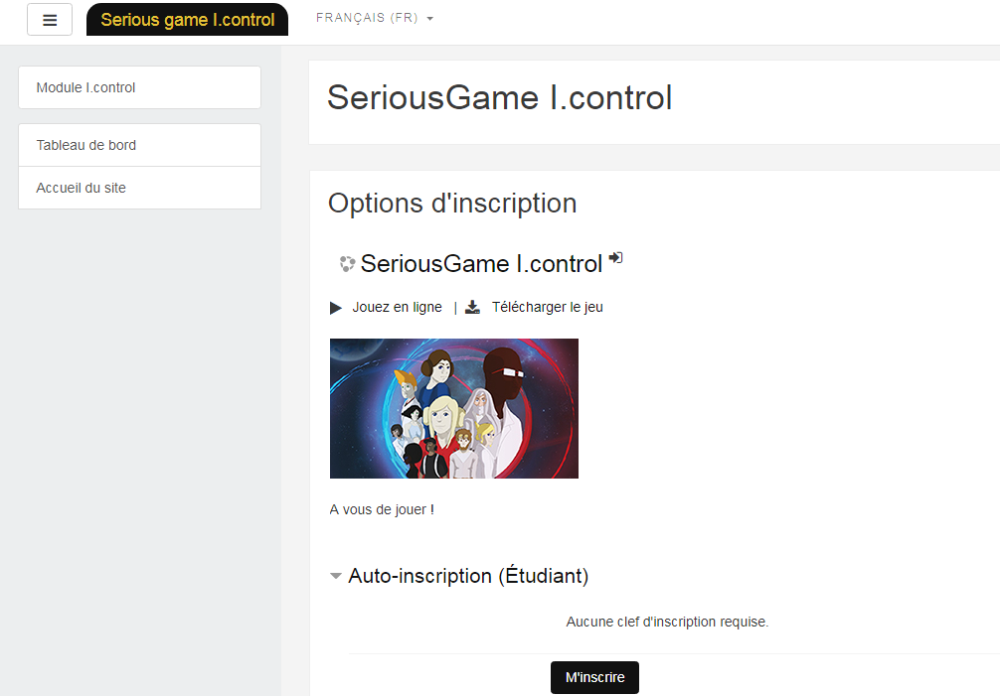 Serious game I.control
FRANÇAIS (FR)
Module I.control
Tableau de bord
Accueil du site
SeriousGame I.control
Options d'inscription
SeriousGame I.control
Jouez en ligne | Télécharger le jeu
A vous de jouer !
Auto-inscription (Étudiant)
Aucune clef d'inscription requise.
M'inscrire